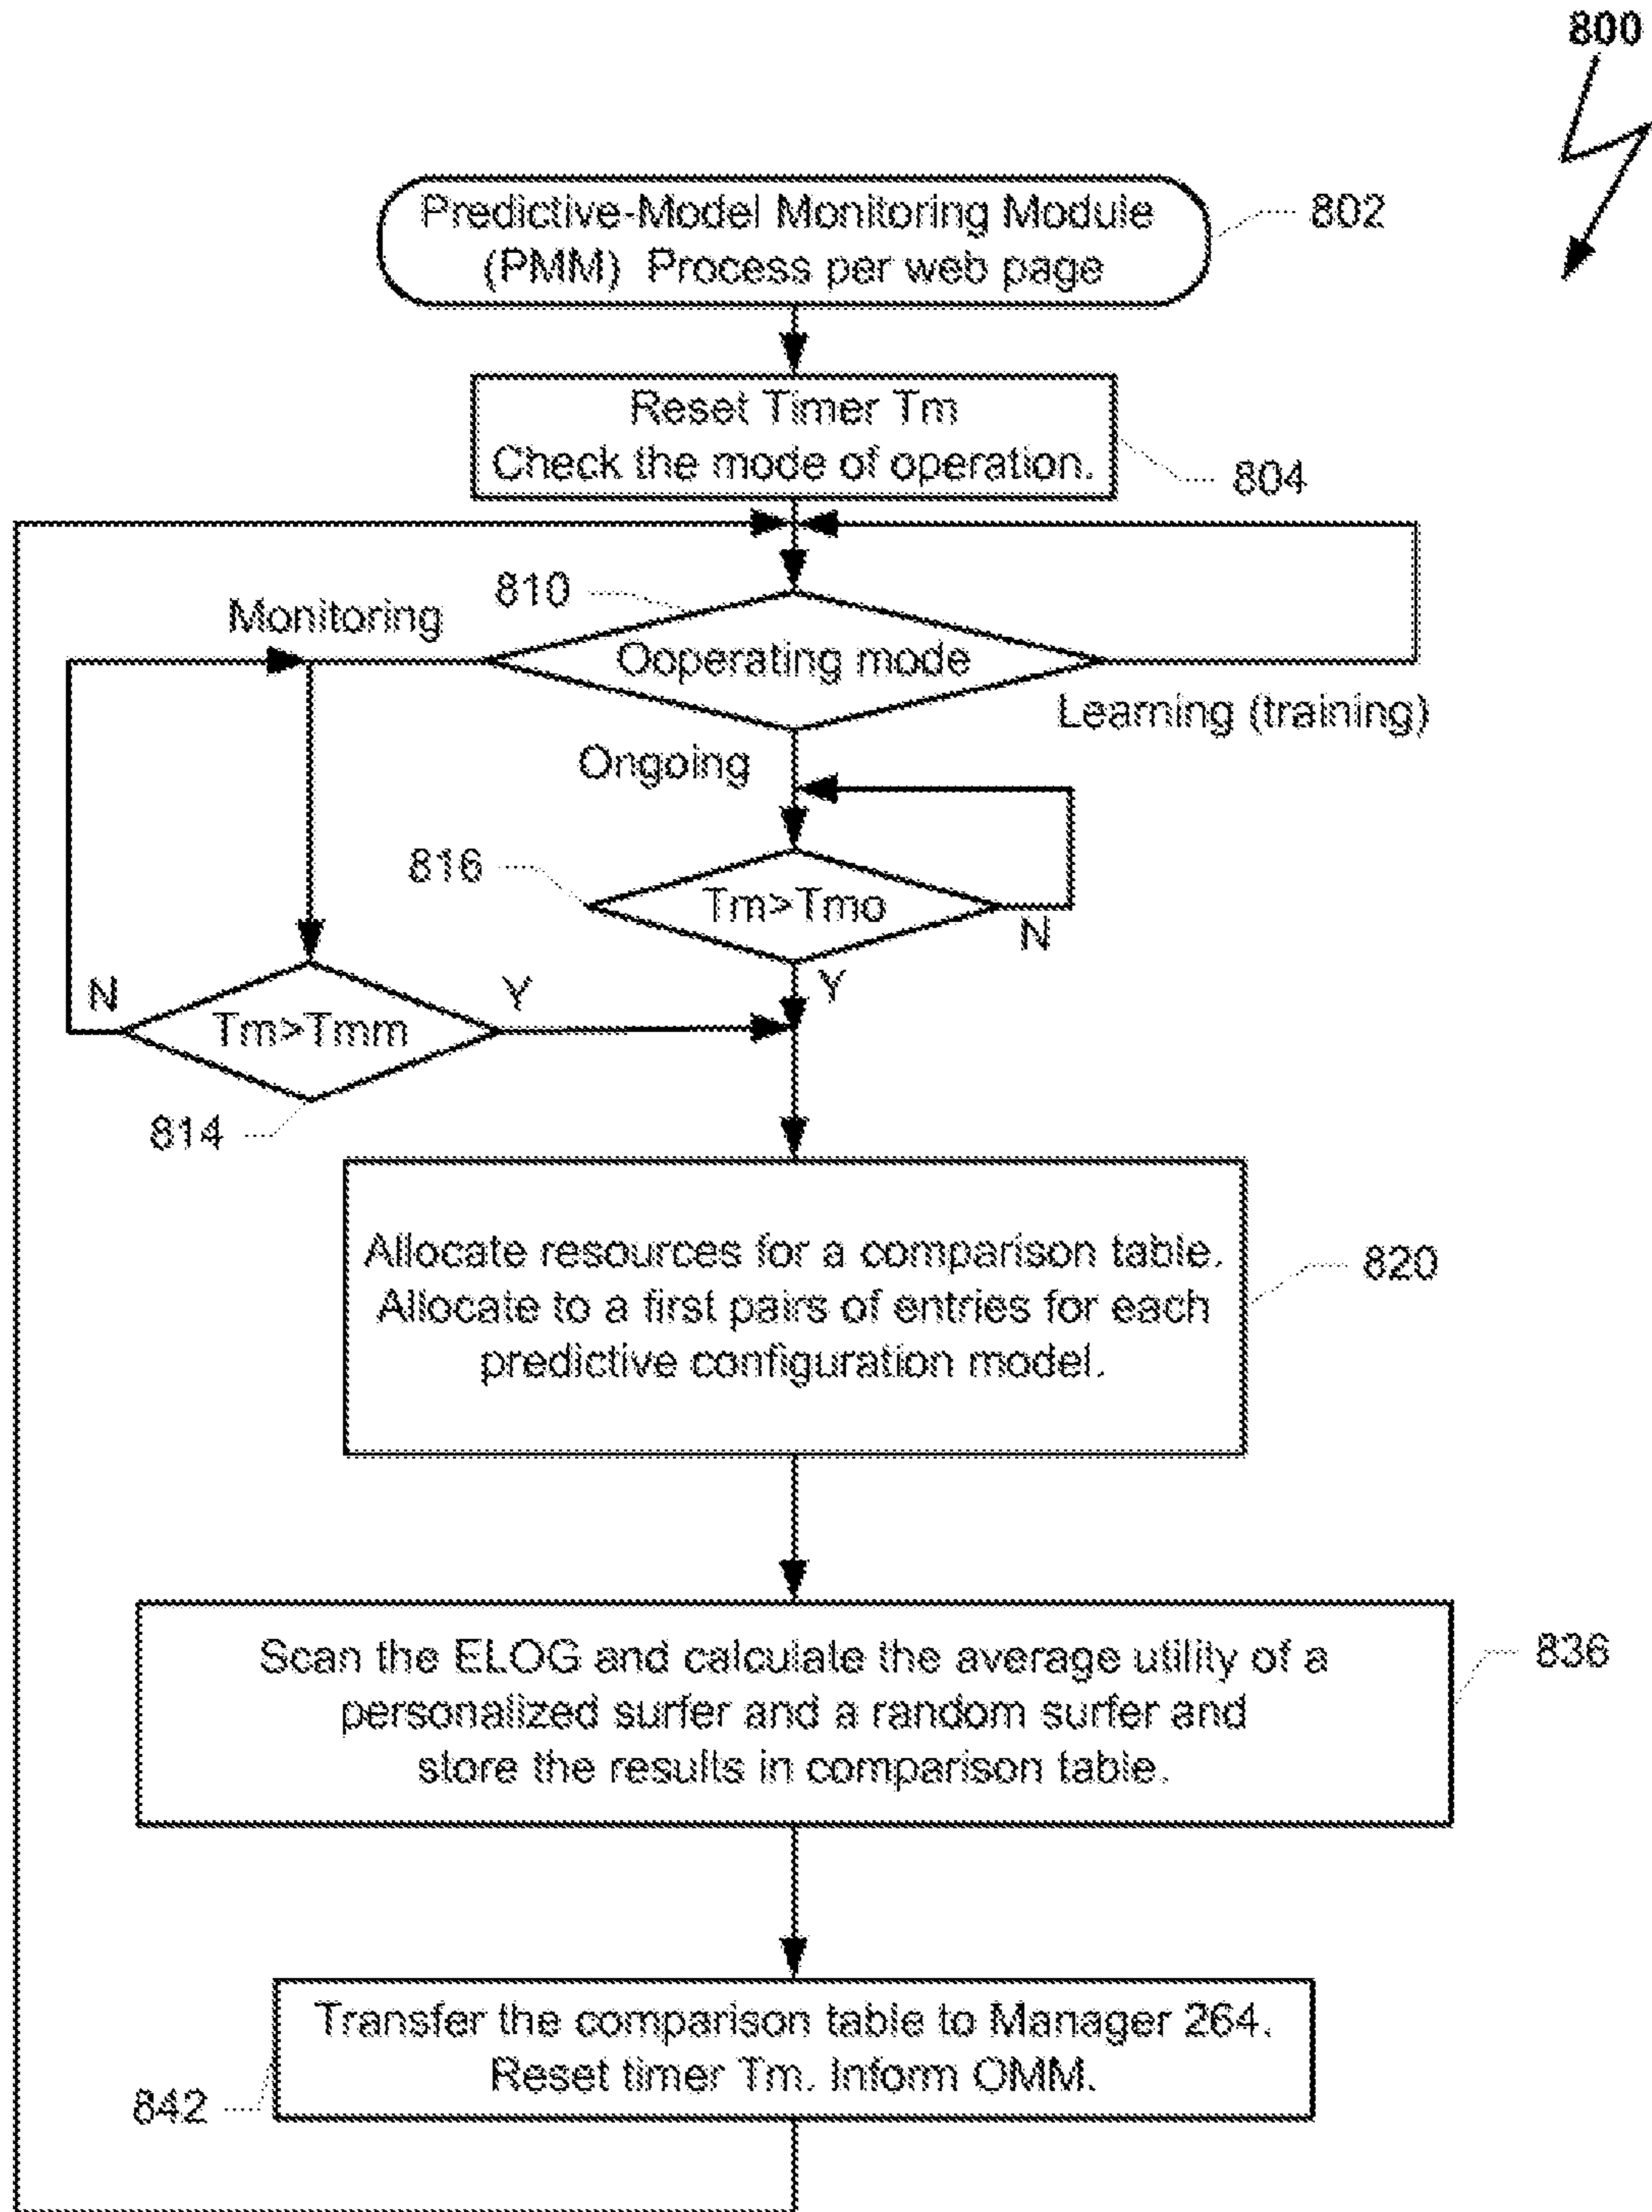 800
Predictive-Model Monitoring Module
(PMM) Process per web page
802
Reset Timer Tm
Check the mode of operation.
804
810
Monitoring
Ooperating mode
Learning (training)
Ongoing
816
Tm>Tmo
N
Y
N
Tm>Tmm
Y
814
Allocate resources for a comparison table.
Allocate to a first pairs of entries for each
predictive configuration model.
820
Scan the ELOG and calculate the average utility of a
personalized surfer and a random surfer and
store the results in comparison table.
836
Transfer the comparison table to Manager 264.
Reset timer Tm. Inform OMM.
842